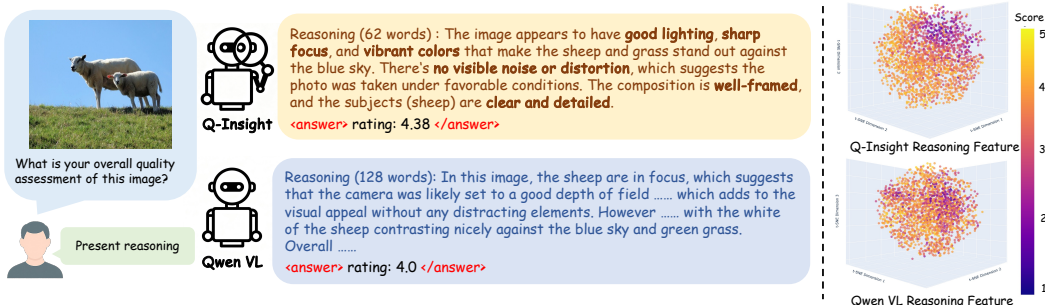 What is your overall quality
assessment of this image?
Present reasoning
Q-Insight
Reasoning (62 words) : The image appears to have good lighting, sharp
focus, and vibrant colors that make the sheep and grass stand out against
the blue sky. There's no visible noise or distortion, which suggests the
photo was taken under favorable conditions. The composition is well-framed,
and the subjects (sheep) are clear and detailed.
<answer> rating: 4.38 </answer>
Qwen VL
Reasoning (128 words): In this image, the sheep are in focus, which suggests
that the camera was likely set to a good depth of field ...... which adds to the
visual appeal without any distracting elements. However ...... with the white
of the sheep contrasting nicely against the blue sky and green grass.
Overall ......
<answer> rating: 4.0 </answer>
t-SNE Dimension 2
t-SNE Dimension 1
Q-Insight Reasoning Feature
Qwen VL Reasoning Feature
Score
5
4
3
2
1